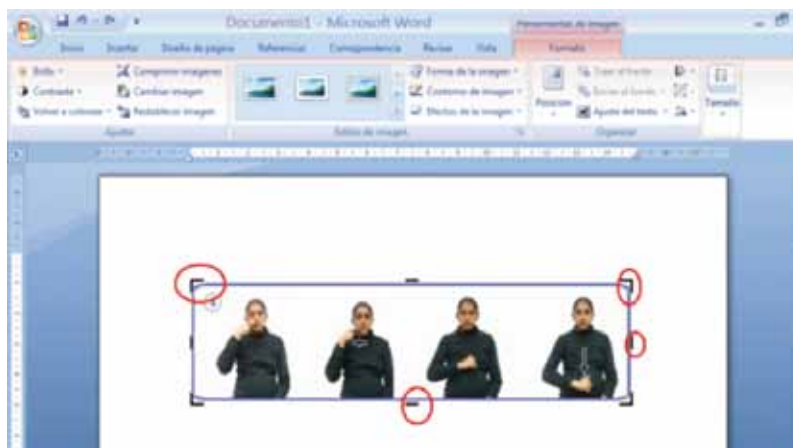 Documento1 - Microsoft Word
Herramientas de imagen
Inicio Insertar Diseño de página Referencias Correspondencia Revisar Vista Formato
Brillo
Contraste
Volver a colorear
Comprimir imágenes
Cambiar imagen
Restablecer imagen
Ajustar
Forma de la imagen
Contorno de imagen
Efectos de la imagen
Estilos de imagen
Posición
Traer al frente
Enviar al fondo
Ajuste del texto
Organizar
Tamaño